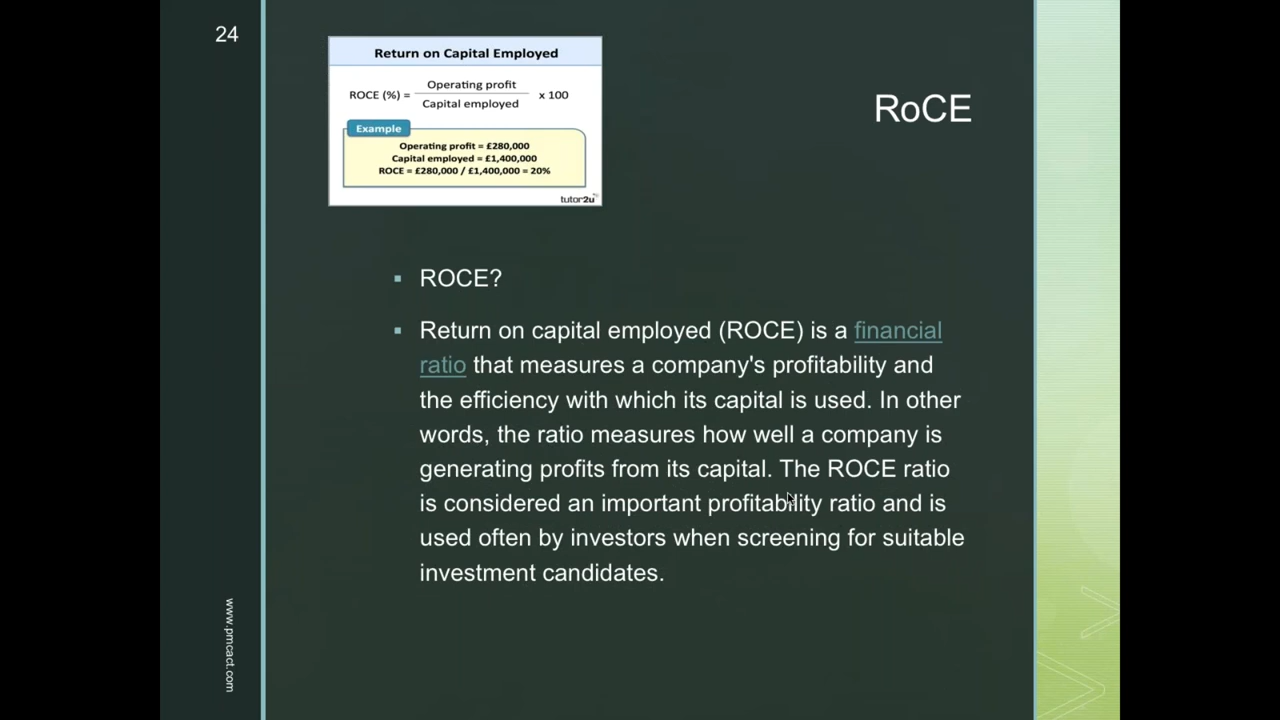 24
Return on Capital Employed
ROCE (%) = Operating profit
Capital employed x 100
Example
Operating profit = £280,000
Capital employed = £1,400,000
ROCE = £280,000 / £1,400,000 = 20%
tutor2u
RoCE
ROCE?
Return on capital employed (ROCE) is a financial
ratio that measures a company's profitability and
the efficiency with which its capital is used. In other
words, the ratio measures how well a company is
generating profits from its capital. The ROCE ratio
is considered an important profitability ratio and is
used often by investors when screening for suitable
investment candidates.
www.pmcact.com